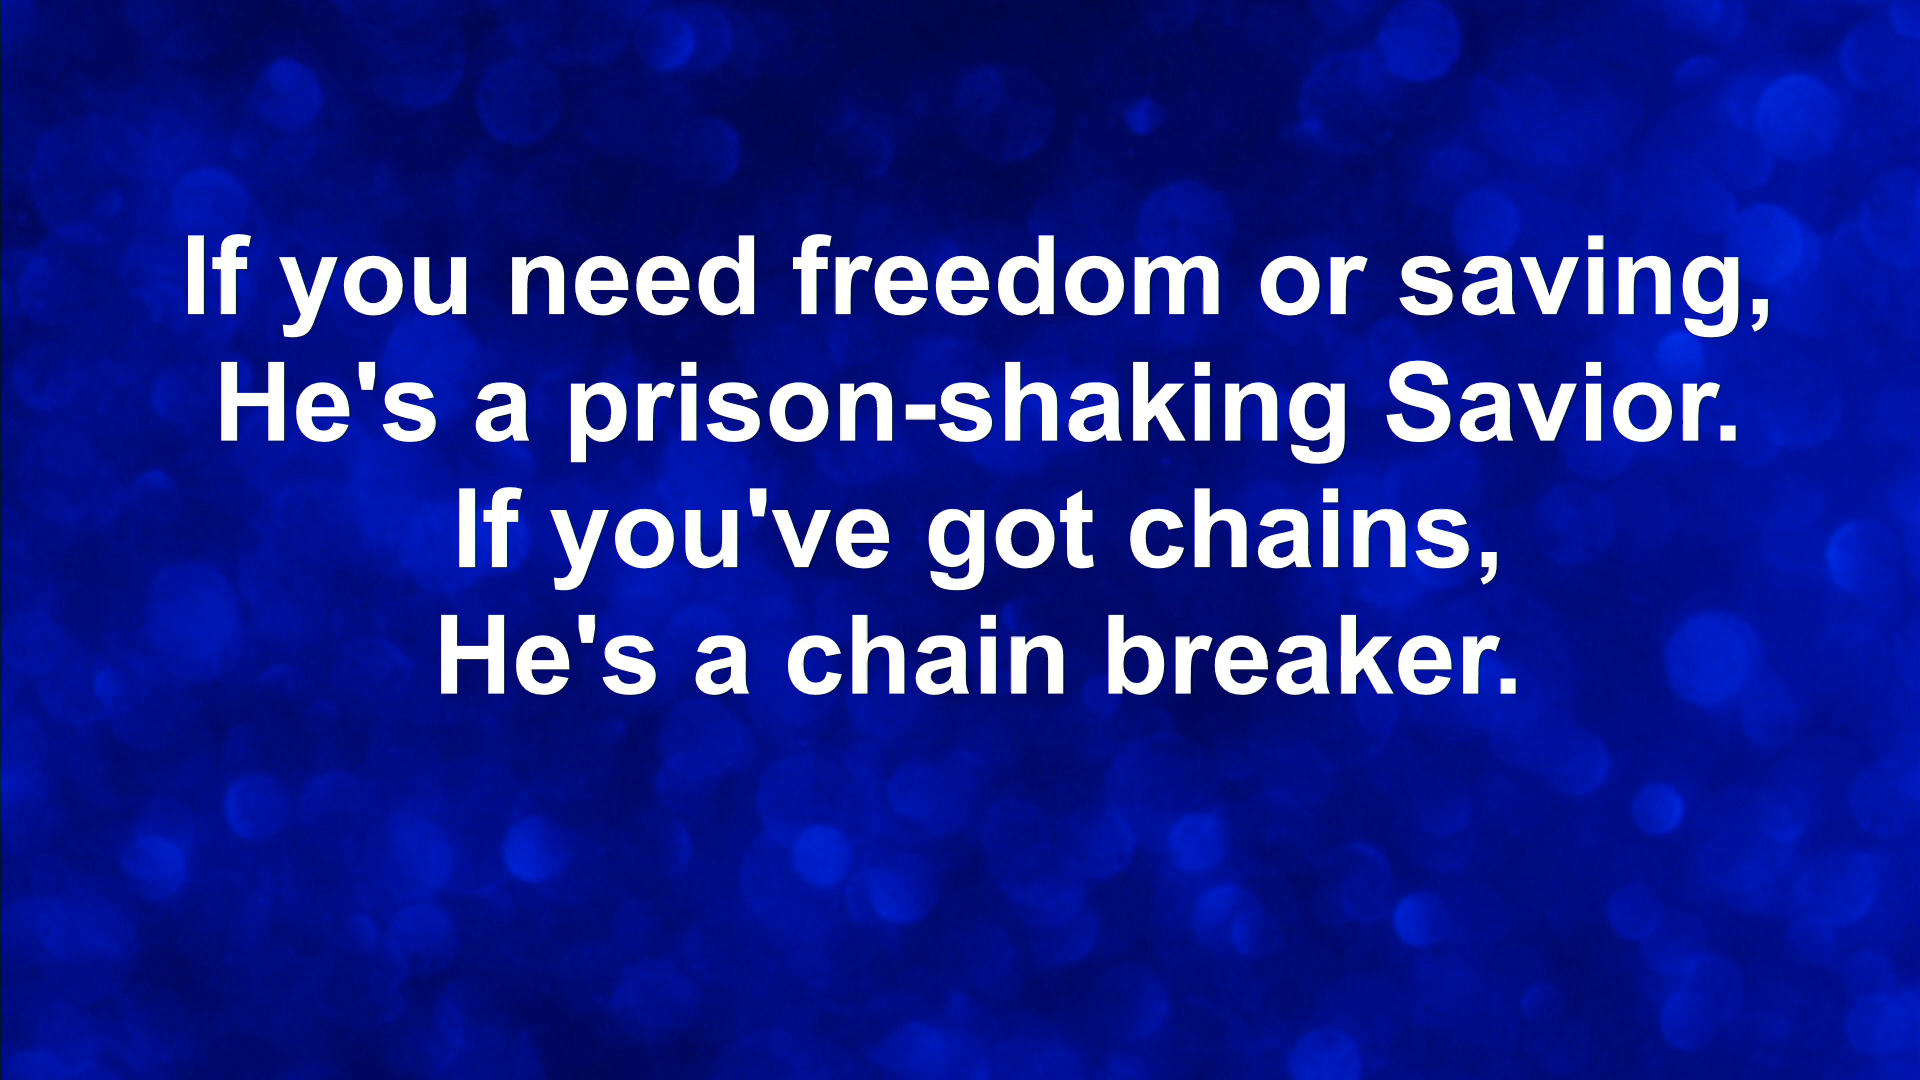 If you need freedom or saving,
He's a prison-shaking Savior.
If you've got chains,
He's a chain breaker.